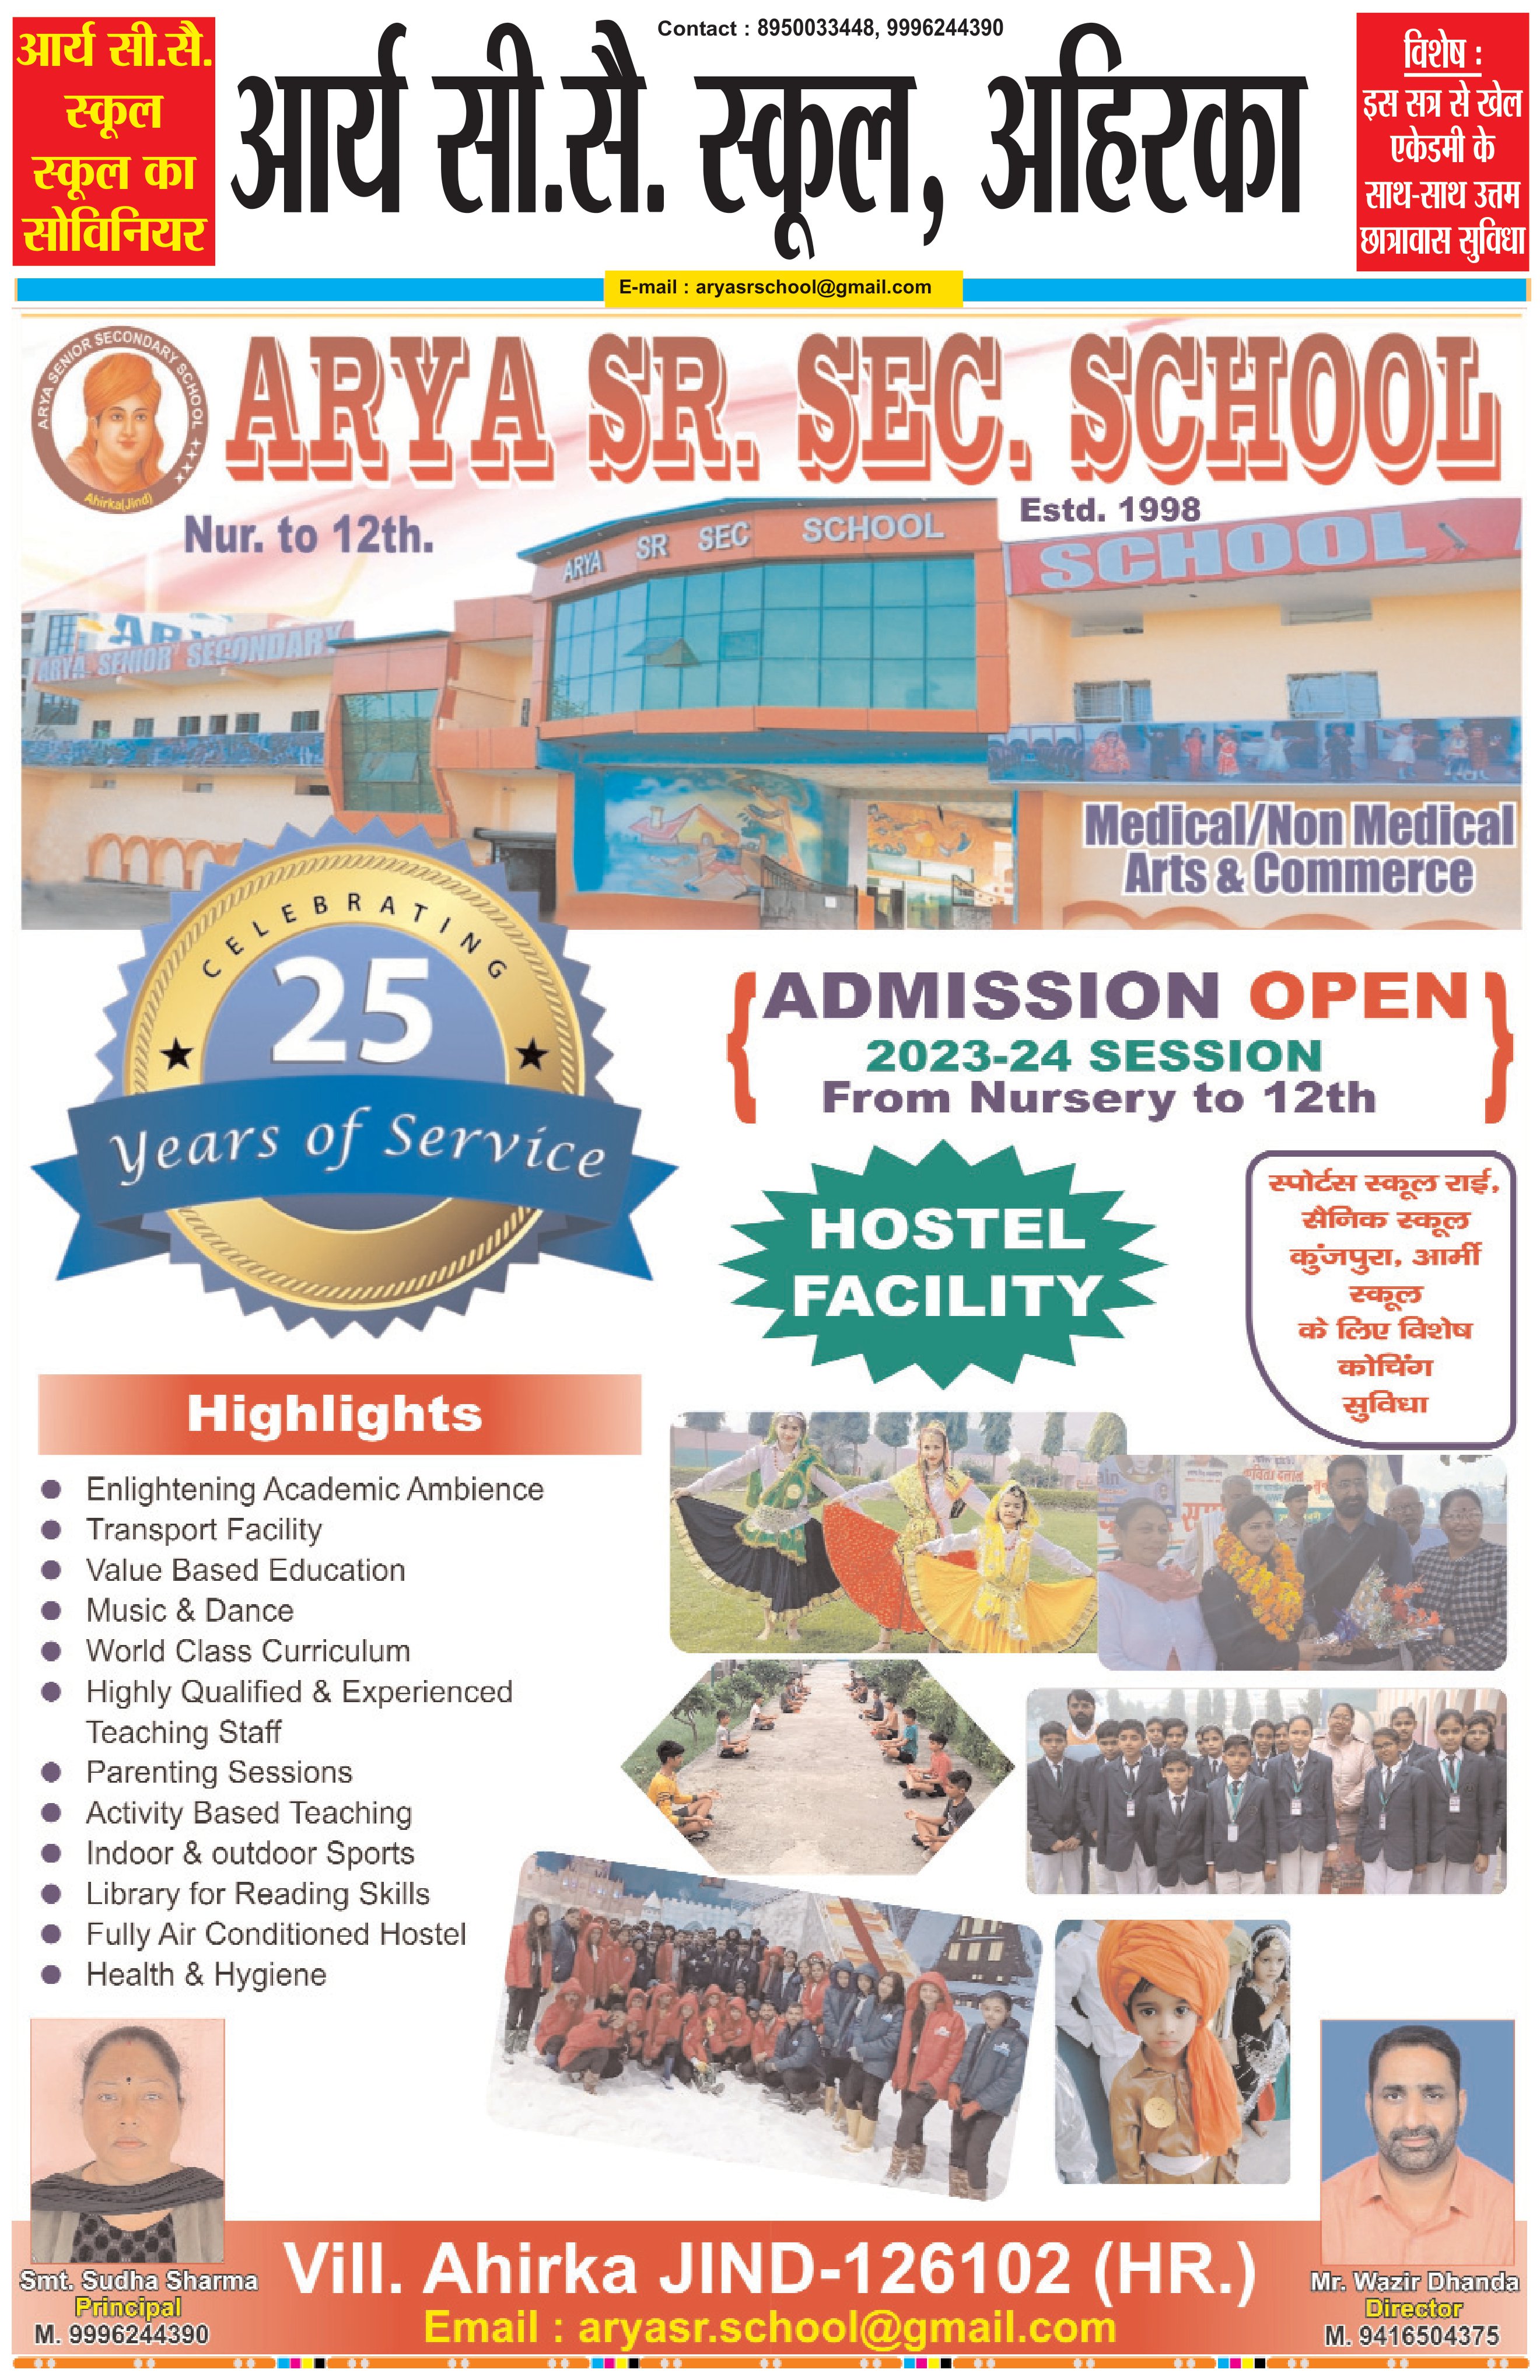 Contact : 8950033448, 9996244390
आर्य सी.सै.
स्कूल
स्कूल का
सोविनियर
आर्य सी.सै. स्कूल, अहिरका
विशेष :
इस सत्र से खेल
एकेडमी के
साथ-साथ उत्तम
छात्रावास सुविधा
E-mail : aryasrschool@gmail.com
ARYA SENIOR SECONDARY SCHOOL
Ahirka(Jind)
ARYA SR. SEC. SCHOOL
Estd. 1998
Nur. to 12th.
ARYA SR SEC SCHOOL
SCHOOL
ARYA SENIOR SECONDARY
Medical/Non Medical
Arts & Commerce
CELEBRATING
25
Years of Service
ADMISSION OPEN
2023-24 SESSION
From Nursery to 12th
HOSTEL
FACILITY
स्पोर्टस स्कूल राई,
सैनिक स्कूल
कुंजपुरा, आर्मी
स्कूल
के लिए विशेष
कोचिंग
सुविधा
Highlights
Enlightening Academic Ambience
Transport Facility
Value Based Education
Music & Dance
World Class Curriculum
Highly Qualified & Experienced
Teaching Staff
Parenting Sessions
Activity Based Teaching
Indoor & outdoor Sports
Library for Reading Skills
Fully Air Conditioned Hostel
Health & Hygiene
कविता दलाल
Smt. Sudha Sharma
Principal
M. 9996244390
Vill. Ahirka JIND-126102 (HR.)
Email : aryasr.school@gmail.com
Mr. Wazir Dhanda
Director
M. 9416504375